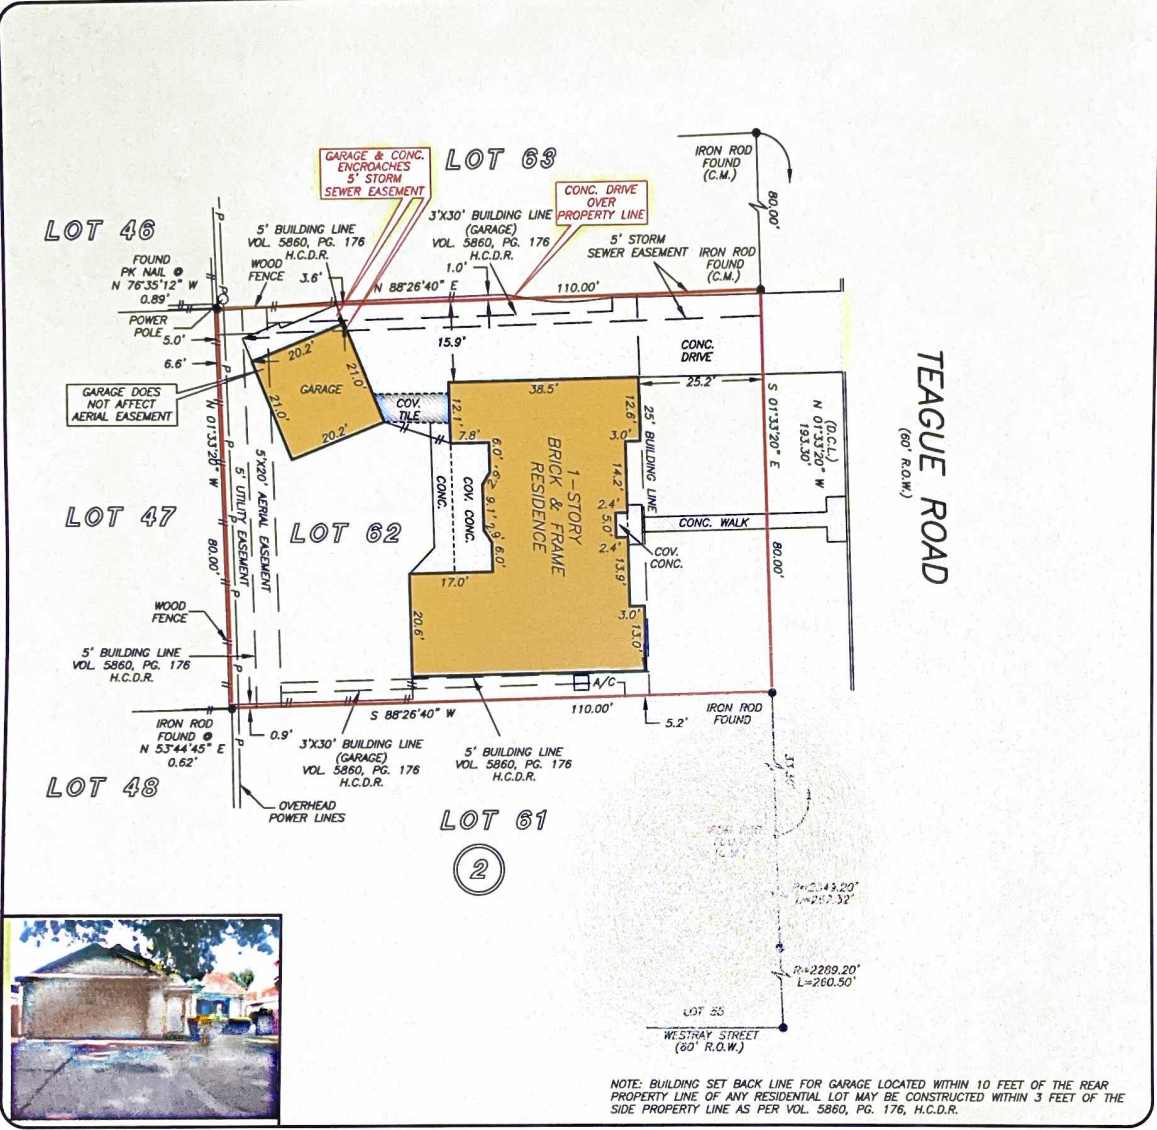 LOT 63
IRON ROD
FOUND
(C.M.)
80.00'
GARAGE & CONC.
ENCROACHES
5' STORM
SEWER EASEMENT
CONC. DRIVE
OVER
PROPERTY LINE
LOT 46
5' BUILDING LINE
VOL. 5860, PG. 176
H.C.D.R.
3'X30' BUILDING LINE
(GARAGE)
VOL. 5860, PG. 176
H.C.D.R.
5' STORM
SEWER EASEMENT
IRON ROD
FOUND
(C.M.)
FOUND
PK NAIL @
N 76°35'12" W
0.89'
WOOD
FENCE
3.6'
1.0'
N 88°26'40" E
110.00'
POWER
POLE
5.0'
6.6'
15.9'
CONC.
DRIVE
GARAGE DOES
NOT AFFECT
AERIAL EASEMENT
20.2'
21.0'
GARAGE
21.0'
20.2'
COV.
TILE
38.5'
25.2'
12.1'
12.6'
7.8'
3.0'
6.0'
9.1'
2.9'
6.0'
14.2'
2.4'
5.0'
2.4'
13.9'
3.0'
13.0'
17.0'
20.6'
CONC.
COV. CONC.
1-STORY
BRICK & FRAME
RESIDENCE
25' BUILDING LINE
COV.
CONC.
CONC. WALK
S 01°33'20" E
80.00'
(D.C.L.)
N 01°33'20" W
193.30'
TEAGUE ROAD
(60' R.O.W.)
LOT 47
LOT 62
N 01°33'20" W
80.00'
5' UTILITY EASEMENT
5'X20' AERIAL EASEMENT
WOOD
FENCE
5' BUILDING LINE
VOL. 5860, PG. 176
H.C.D.R.
A/C
S 88°26'40" W
110.00'
5.2'
IRON ROD
FOUND
IRON ROD
FOUND @
N 53°44'45" E
0.62'
0.9'
3'X30' BUILDING LINE
(GARAGE)
VOL. 5860, PG. 176
H.C.D.R.
5' BUILDING LINE
VOL. 5860, PG. 176
H.C.D.R.
LOT 48
OVERHEAD
POWER LINES
LOT 61
2
R=2289.20'
L=260.50'
WESTRAY STREET
(60' R.O.W.)
NOTE: BUILDING SET BACK LINE FOR GARAGE LOCATED WITHIN 10 FEET OF THE REAR
PROPERTY LINE OF ANY RESIDENTIAL LOT MAY BE CONSTRUCTED WITHIN 3 FEET OF THE
SIDE PROPERTY LINE AS PER VOL. 5860, PG. 176, H.C.D.R.